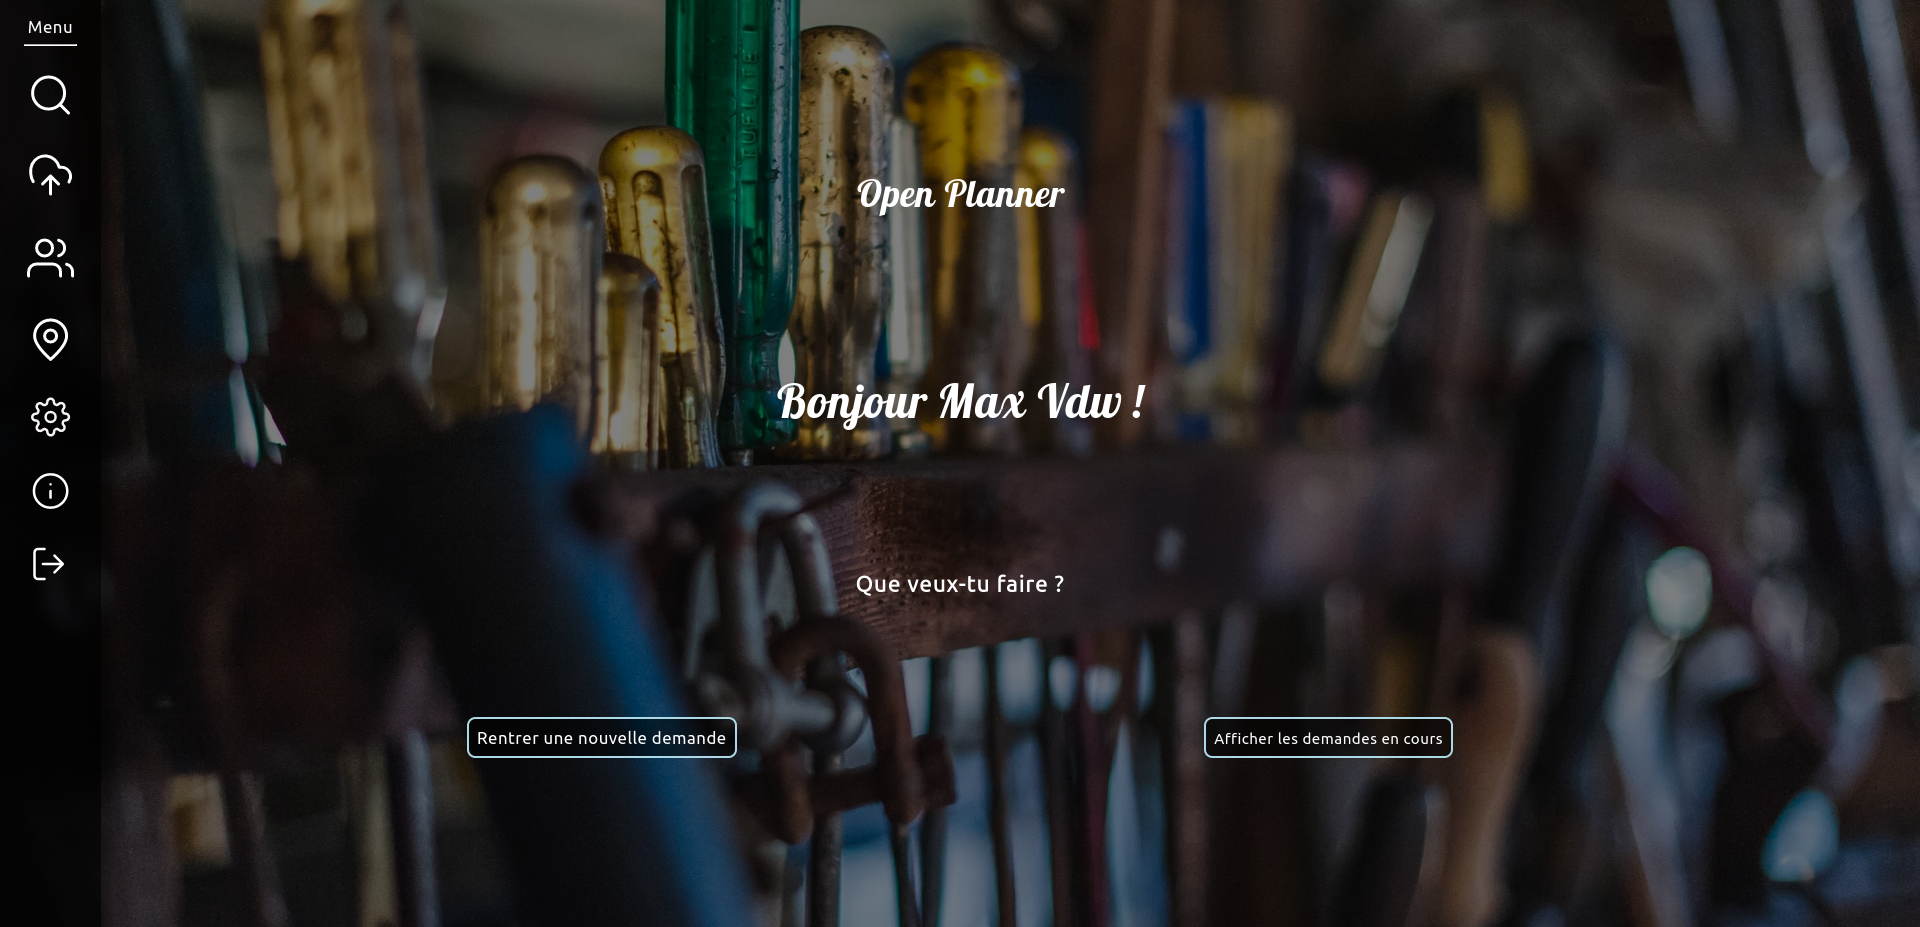 Menu
TUFLITE
Open Planner
Bonjour Max Vdw !
Que veux-tu faire ?
Rentrer une nouvelle demande
Afficher les demandes en cours